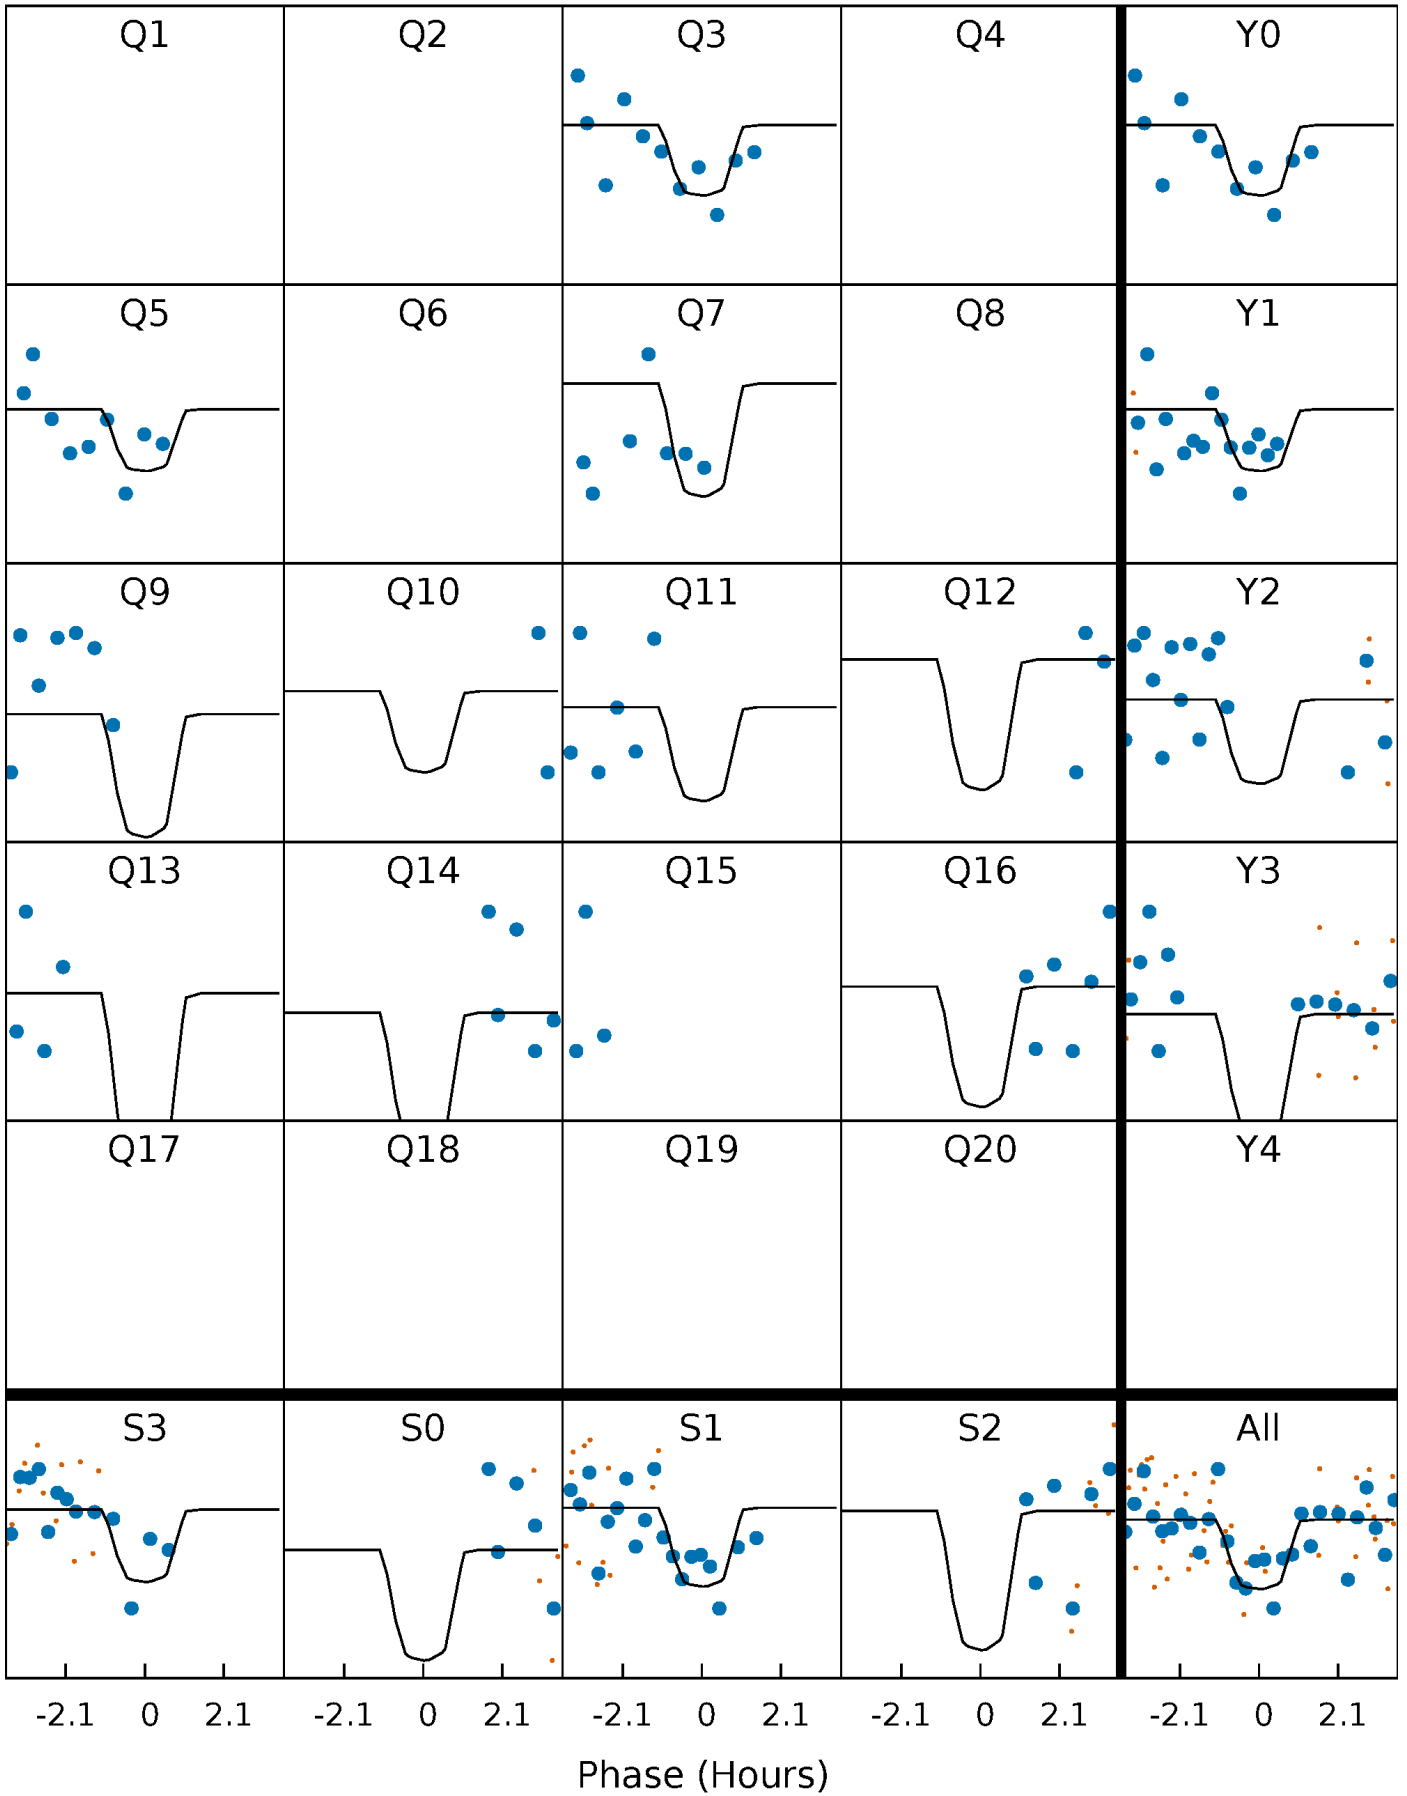 Q1 Q2 Q3 Q4 Y0
Q5 Q6 Q7 Q8 Y1
Q9 Q10 Q11 Q12 Y2
Q13 Q14 Q15 Q16 Y3
Q17 Q18 Q19 Q20 Y4
S3 S0 S1 S2 All
-2.1 0 2.1 -2.1 0 2.1 -2.1 0 2.1 -2.1 0 2.1 -2.1 0 2.1
Phase (Hours)